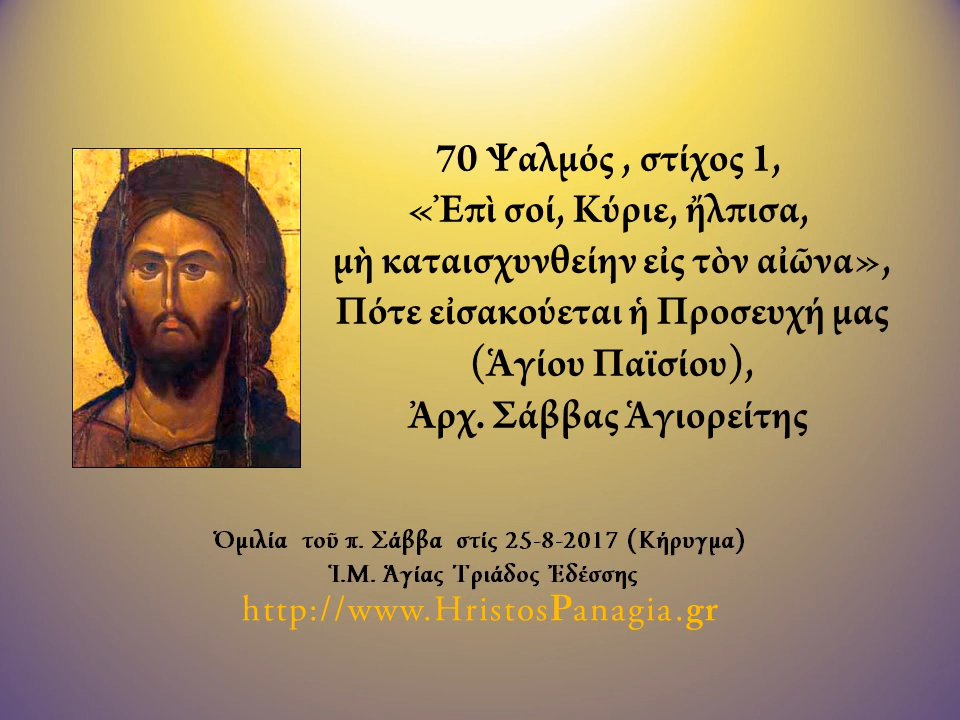 70 Ψαλμός , στίχος 1,
«Ἐπὶ σοί, Κύριε, ἤλπισα,
μὴ καταισχυνθείην εἰς τὸν αἰῶνα»,
Πότε εἰσακούεται ἡ Προσευχή μας
(Ἁγίου Παϊσίου),
Ἀρχ. Σάββας Ἁγιορείτης
Ὁμιλία τοῦ π. Σάββα στίς 25-8-2017 (Κήρυγμα)
Ἱ.Μ. Ἁγίας Τριάδος Ἐδέσσης
http://www.HristosPanagia.gr